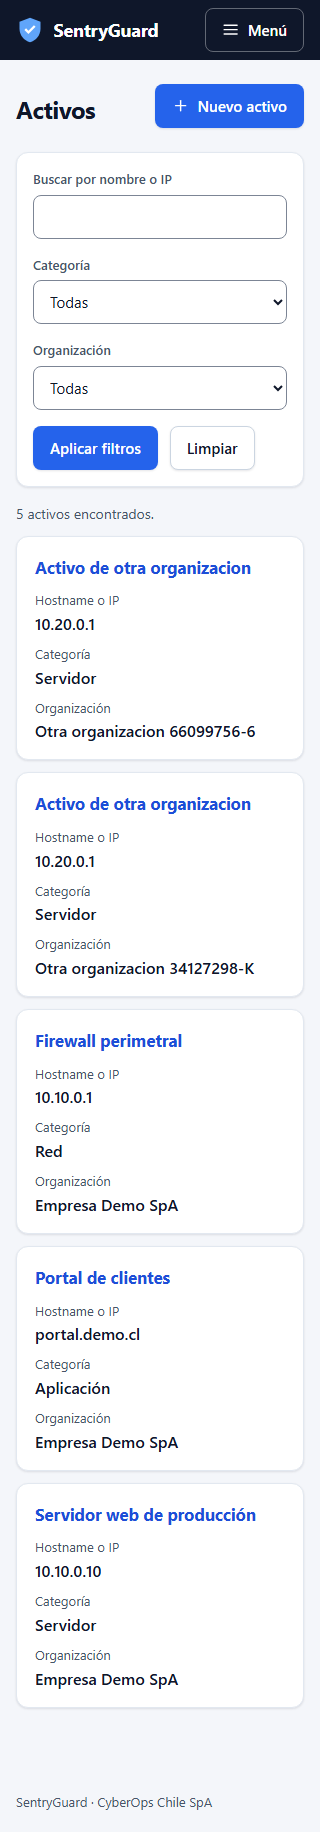 SentryGuard
Menú
Activos
Nuevo activo
Buscar por nombre o IP
Categoría
Todas
Organización
Todas
Aplicar filtros
Limpiar
5 activos encontrados.
Activo de otra organizacion
Hostname o IP
10.20.0.1
Categoría
Servidor
Organización
Otra organizacion 66099756-6
Activo de otra organizacion
Hostname o IP
10.20.0.1
Categoría
Servidor
Organización
Otra organizacion 34127298-K
Firewall perimetral
Hostname o IP
10.10.0.1
Categoría
Red
Organización
Empresa Demo SpA
Portal de clientes
Hostname o IP
portal.demo.cl
Categoría
Aplicación
Organización
Empresa Demo SpA
Servidor web de producción
Hostname o IP
10.10.0.10
Categoría
Servidor
Organización
Empresa Demo SpA
SentryGuard · CyberOps Chile SpA